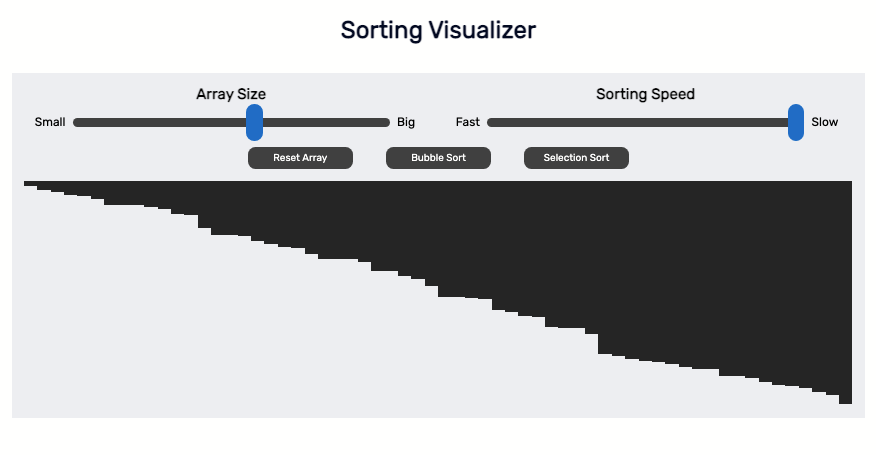 Sorting Visualizer
Array Size
Sorting Speed
Small
Big
Fast
Slow
Reset Array
Bubble Sort
Selection Sort